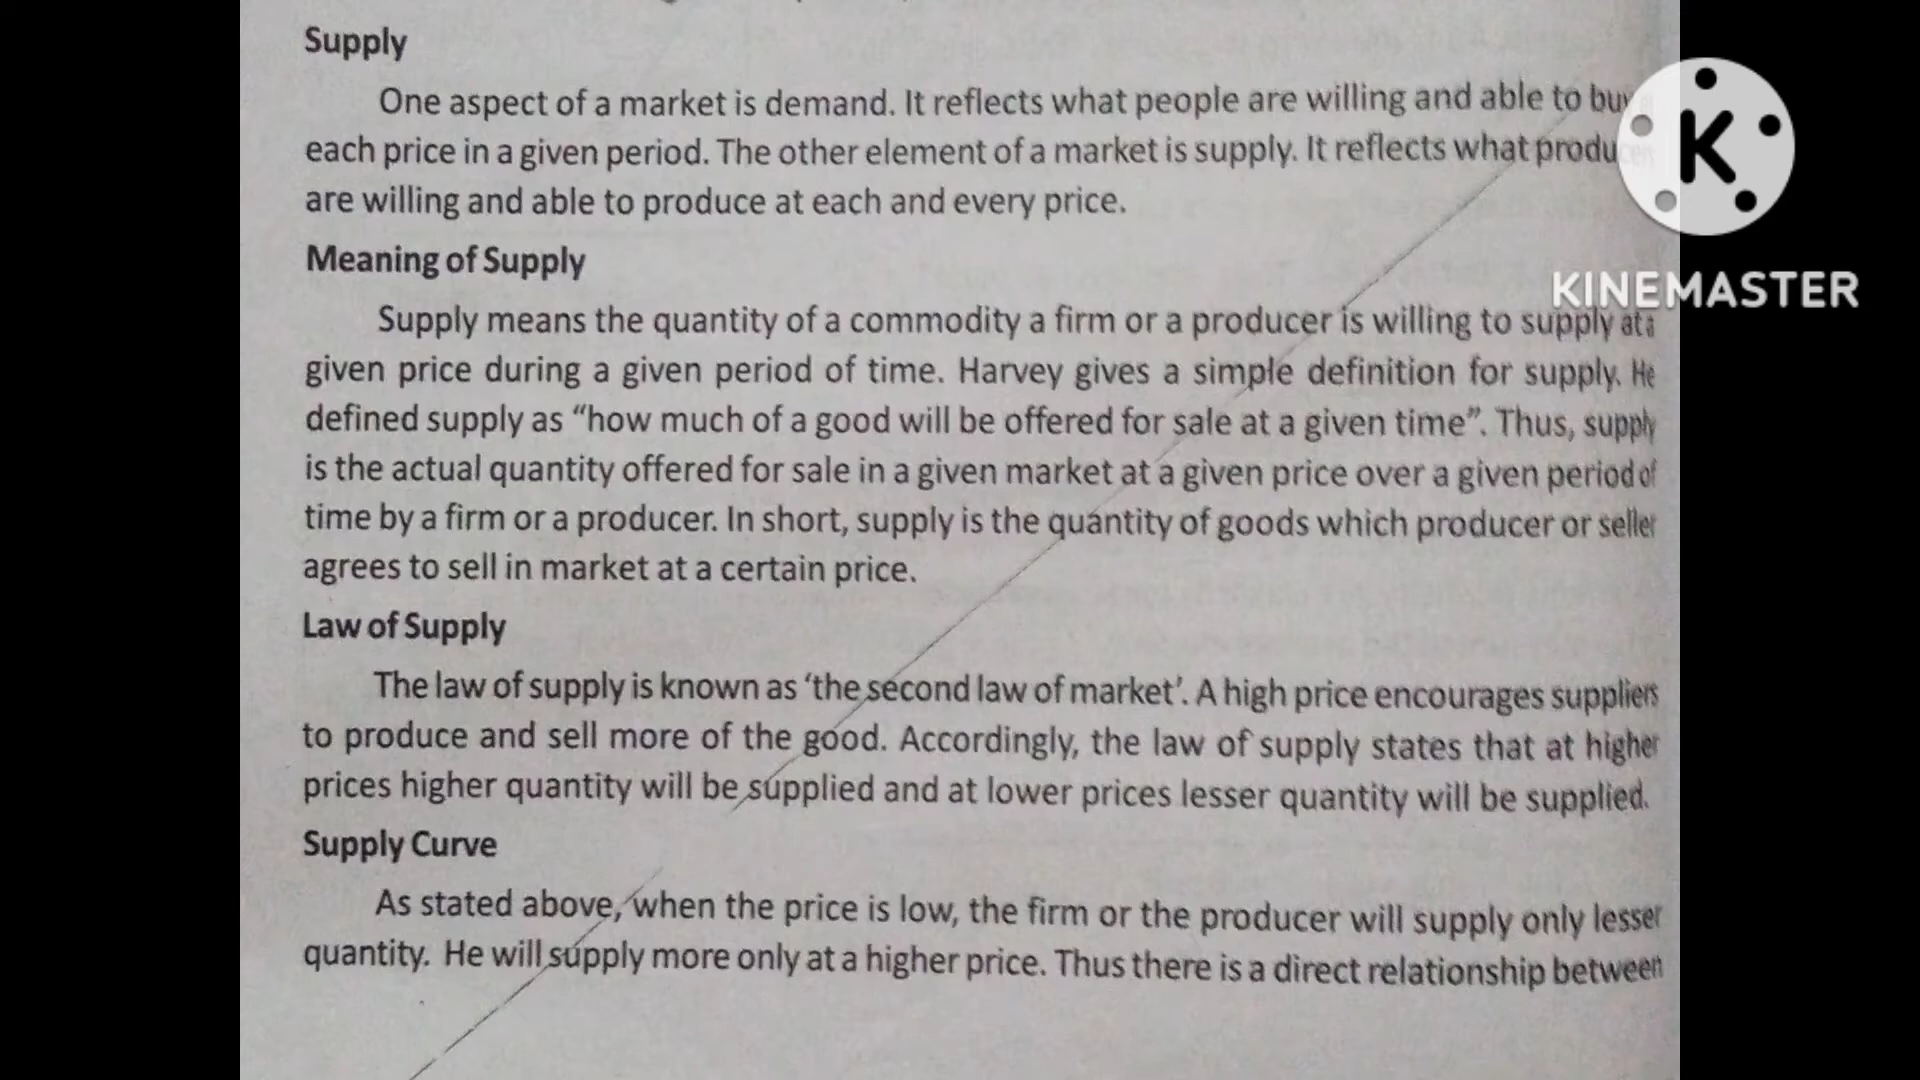 Supply
One aspect of a market is demand. It reflects what people are willing and able to buy
each price in a given period. The other element of a market is supply. It reflects what
are willing and able to produce at each and every price.
Meaning of Supply
Supply means the quantity of a commodity a firm or a producer is willing to supply at a
given price during a given period of time. Harvey gives a simple definition for supply. He
defined supply as “how much of a good will be offered for sale at a given time”. Thus, supply
is the actual quantity offered for sale in a given market at a given price over a given period of
time by a firm or a producer. In short, supply is the quantity of goods which producer or seller
agrees to sell in market at a certain price.
Law of Supply
The law of supply is known as ‘the second law of market’. A high price encourages suppliers
to produce and sell more of the good. Accordingly, the law of supply states that at higher
prices higher quantity will be supplied and at lower prices lesser quantity will be supplied.
Supply Curve
As stated above, when the price is low, the firm or the producer will supply only lesser
quantity. He will supply more only at a higher price. Thus there is a direct relationship between
K
KINEMASTER